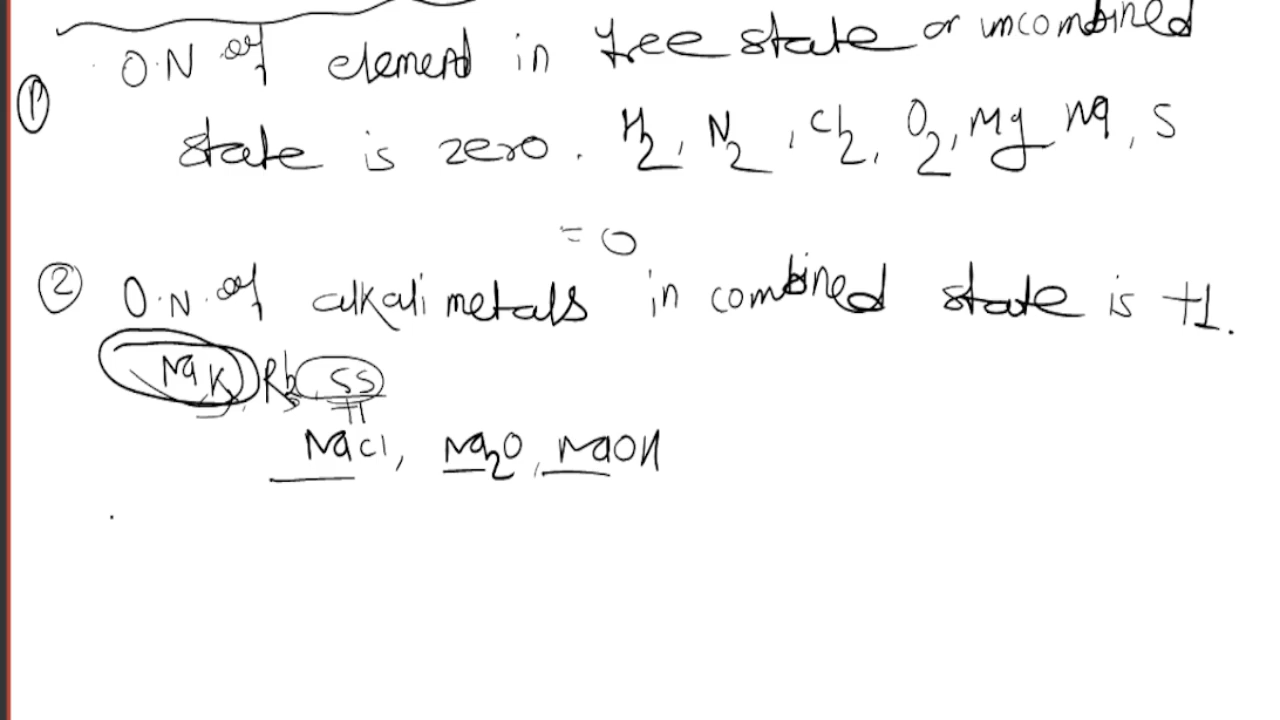 ① O.N of element in free state or uncombined
state is zero. H2, N2, Cl2, O2, Mg Na, S
= 0
② O.N. of alkali metals in combined state is +1.
Na K, Rb, SS
+1
NaCl, Na2O, NaOH